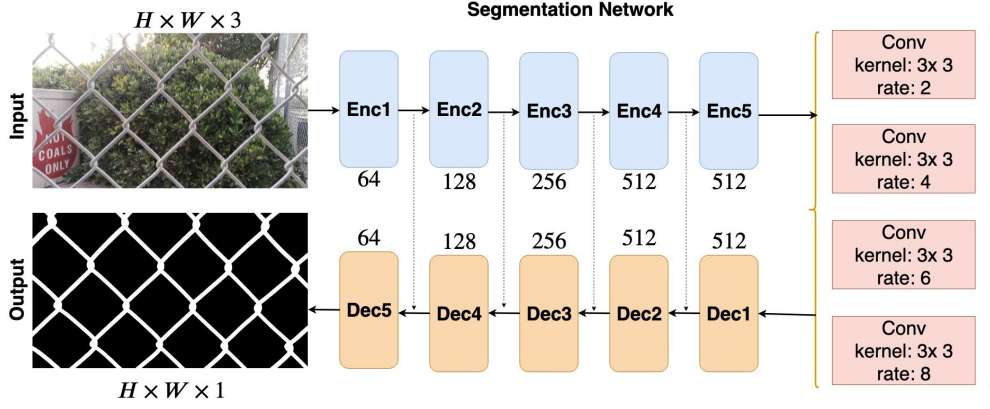 Segmentation Network
H × W × 3
Input
HOT
COALS
ONLY
Enc1
Enc2
Enc3
Enc4
Enc5
64
128
256
512
512
Conv
kernel: 3x 3
rate: 2
Conv
kernel: 3x 3
rate: 4
64
128
256
512
512
Output
Dec5
Dec4
Dec3
Dec2
Dec1
H × W × 1
Conv
kernel: 3x 3
rate: 6
Conv
kernel: 3x 3
rate: 8